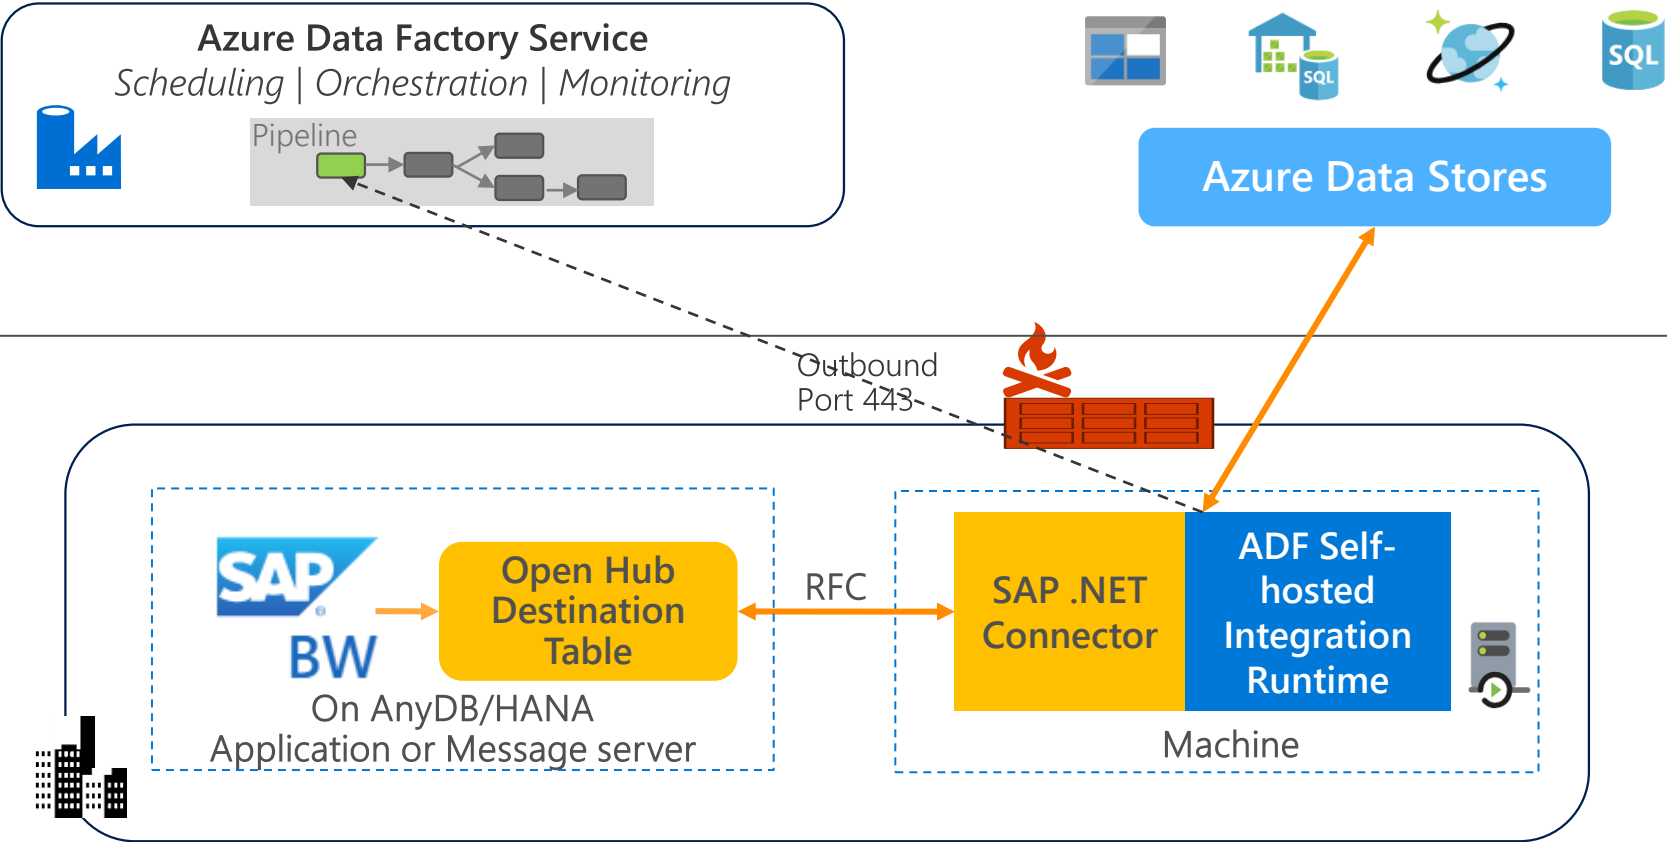 Azure Data Factory Service
Scheduling | Orchestration | Monitoring
Pipeline
SQL
SQL
Azure Data Stores
Outbound
Port 443
SAP
®
BW
Open Hub
Destination
Table
On AnyDB/HANA
Application or Message server
RFC
SAP .NET
Connector
ADF Self-
hosted
Integration
Runtime
Machine